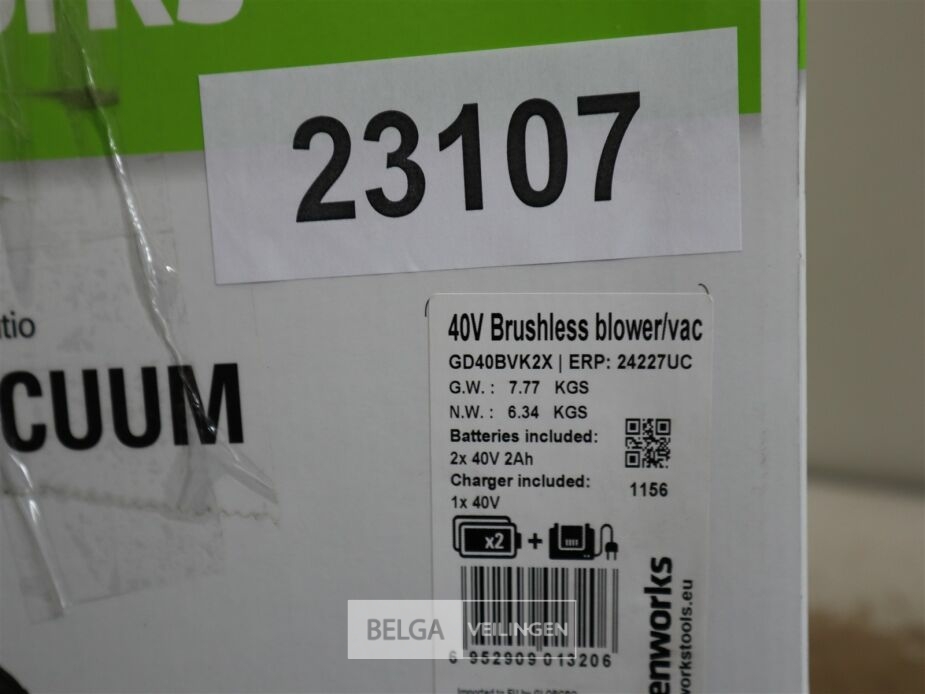 23107
tio
CUUM
40V Brushless blower/vac
GD40BVK2X | ERP: 24227UC
G.W. : 7.77 KGS
N.W. : 6.34 KGS
Batteries included:
2x 40V 2Ah
Charger included:
1x 40V
1156
x2 +
enworks
workstools.eu
BELGA VEILINGEN
6 952909 013206